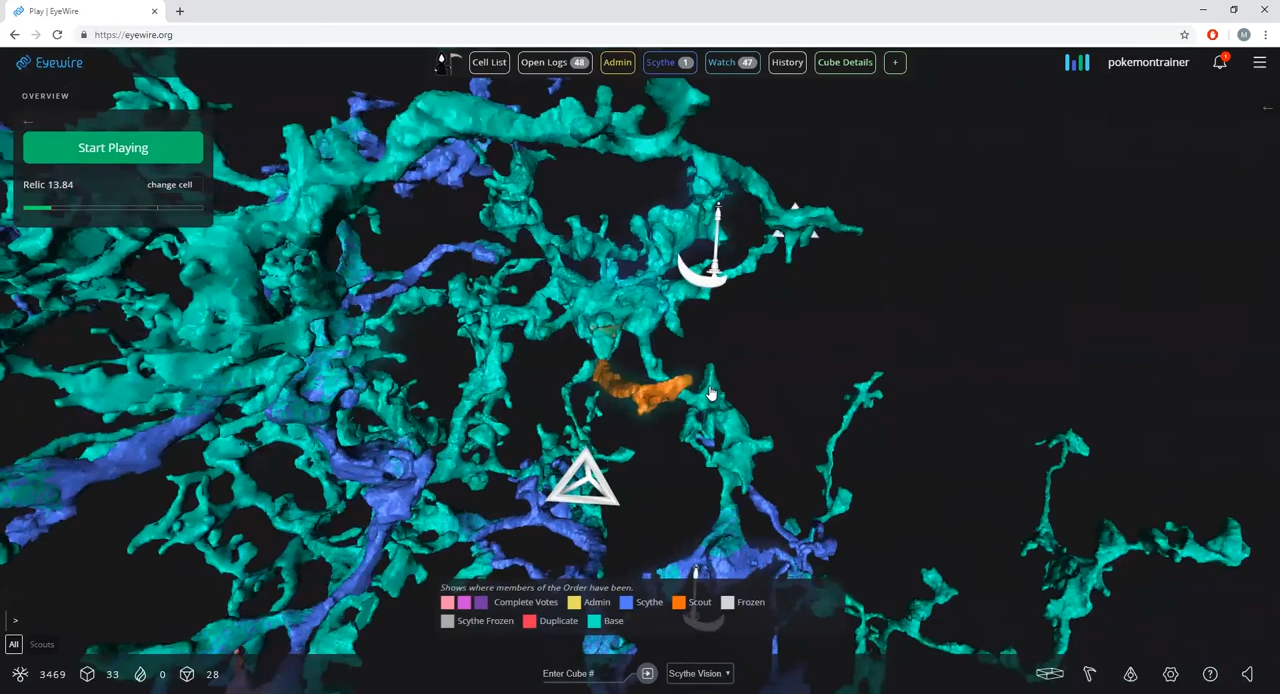 Play | EyeWire
https://eyewire.org
M
Eyewire
Cell List
Open Logs 48
Admin
Scythe 1
Watch 47
History
Cube Details
+
pokemontrainer
1
OVERVIEW
Start Playing
Relic 13.84
change cell
Shows where members of the Order have been.
Complete Votes
Admin
Scythe
Scout
Frozen
Scythe Frozen
Duplicate
Base
>
All
Scouts
3469
33
0
28
Enter Cube #
Scythe Vision